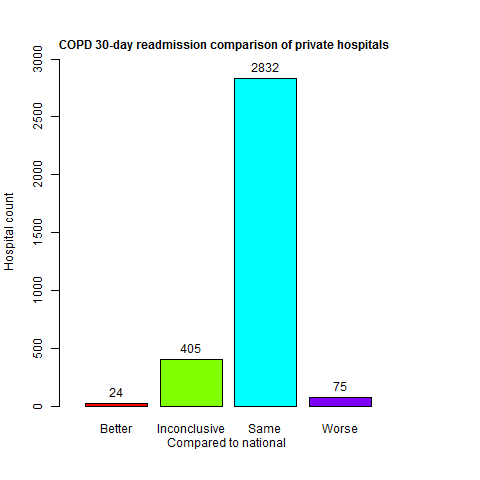 COPD 30-day readmission comparison of private hospitals
Hospital count
3000
2500
2000
1500
1000
500
0
24
405
2832
75
Better
Inconclusive
Same
Worse
Compared to national